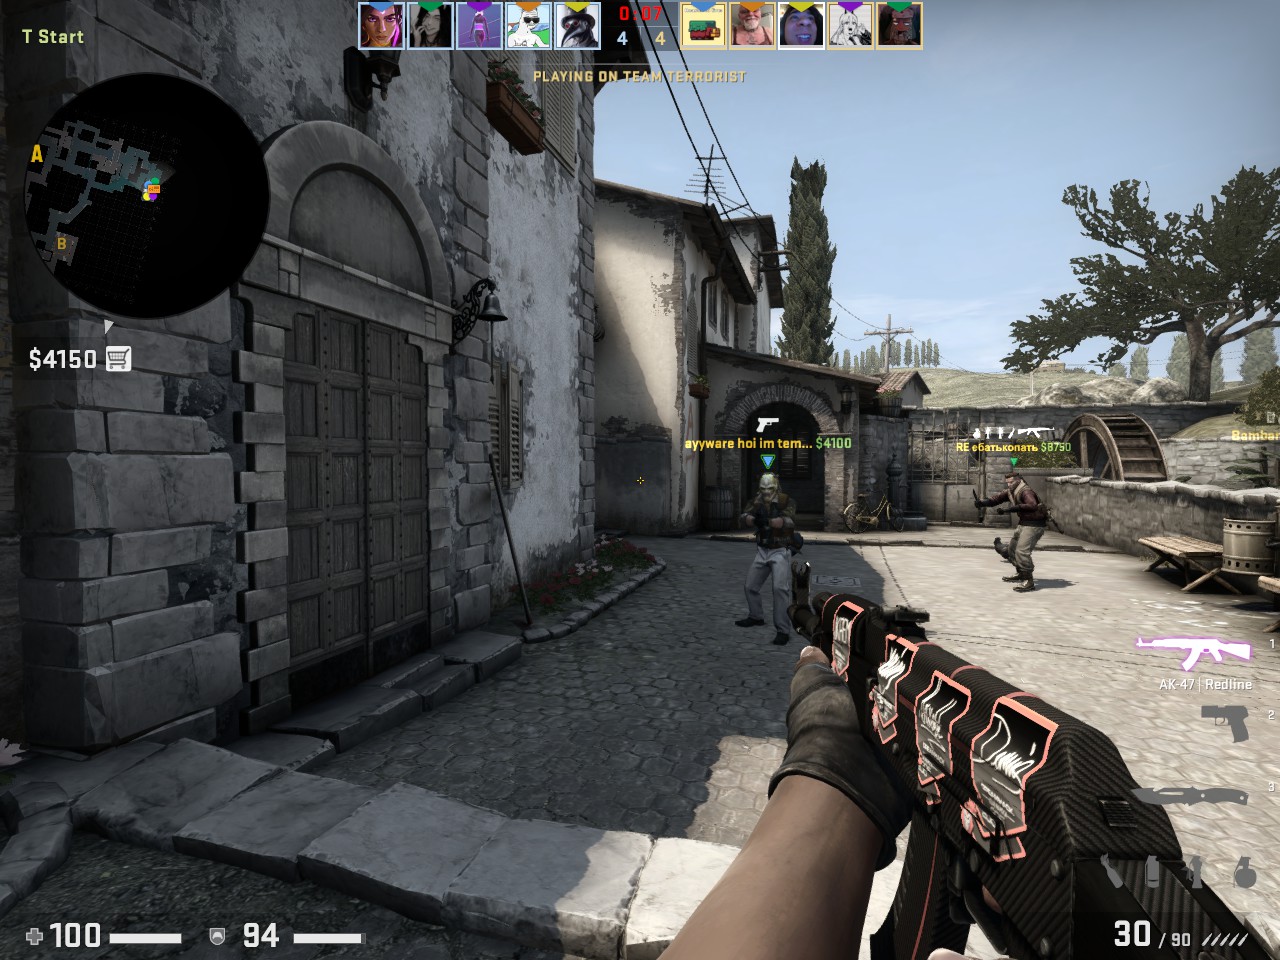 T Start
0:07
4 4
PLAYING ON TEAM TERRORIST
A
B
$4150
ayyware hoi im tem... $4100
RE ебатькопать $8750
Bambar
1
AK-47 | Redline
2
3
100
94
30 / 90